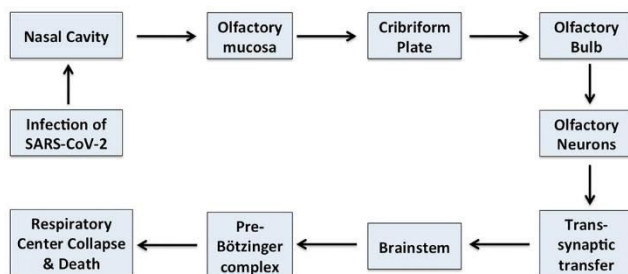 Nasal Cavity
Olfactory
mucosa
Cribriform
Plate
Olfactory
Bulb
Infection of
SARS-CoV-2
Olfactory
Neurons
Respiratory
Center Collapse
& Death
Pre-
Bötzinger
complex
Brainstem
Trans-
synaptic
transfer